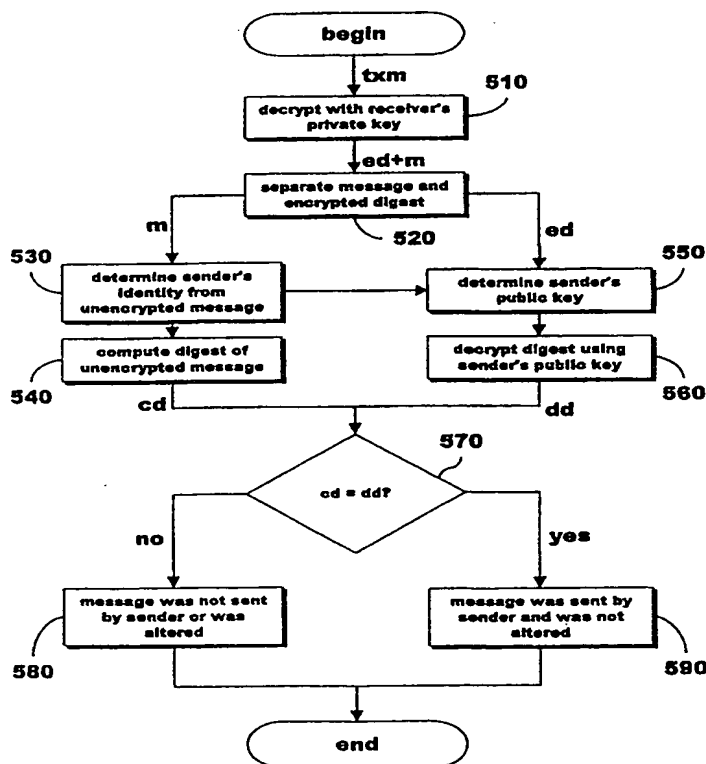 begin
txm
510
decrypt with receiver's
private key
ed+m
separate message and
encrypted digest
m
520
ed
530
determine sender's
identity from
unencrypted message
550
determine sender's
public key
540
compute digest of
unencrypted message
decrypt digest using
sender's public key
560
cd
dd
570
cd = dd?
no
yes
580
message was not sent
by sender or was
altered
message was sent by
sender and was not
altered
590
end